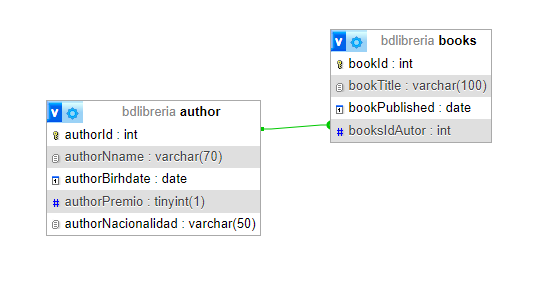 bdlibreria books
bookId : int
bookTitle : varchar(100)
bookPublished : date
booksIdAutor : int
bdlibreria author
authorId : int
authorNname : varchar(70)
authorBirhdate : date
authorPremio : tinyint(1)
authorNacionalidad : varchar(50)